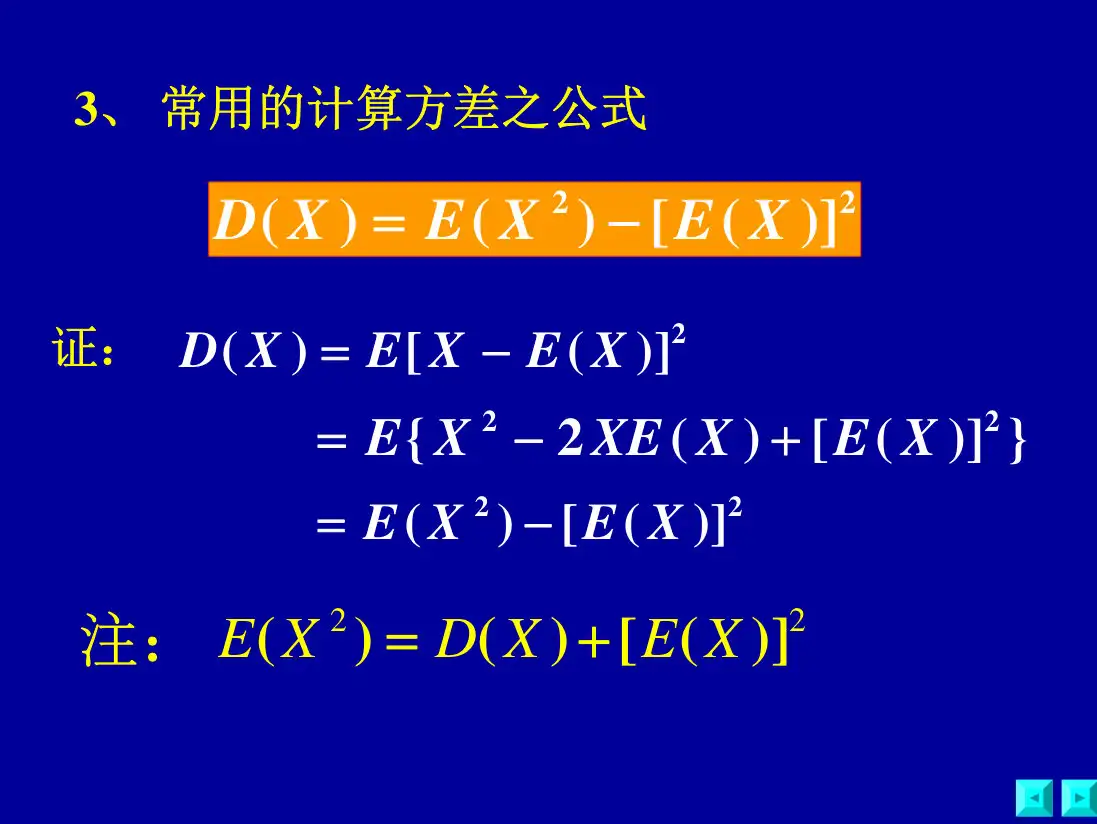 3、 常用的计算方差之公式
D(X) = E(X²) − [E(X)]²
证： D(X) = E[X − E(X)]²
= E{X² − 2XE(X) + [E(X)]²}
= E(X²) − [E(X)]²
注： E(X²) = D(X) + [E(X)]²